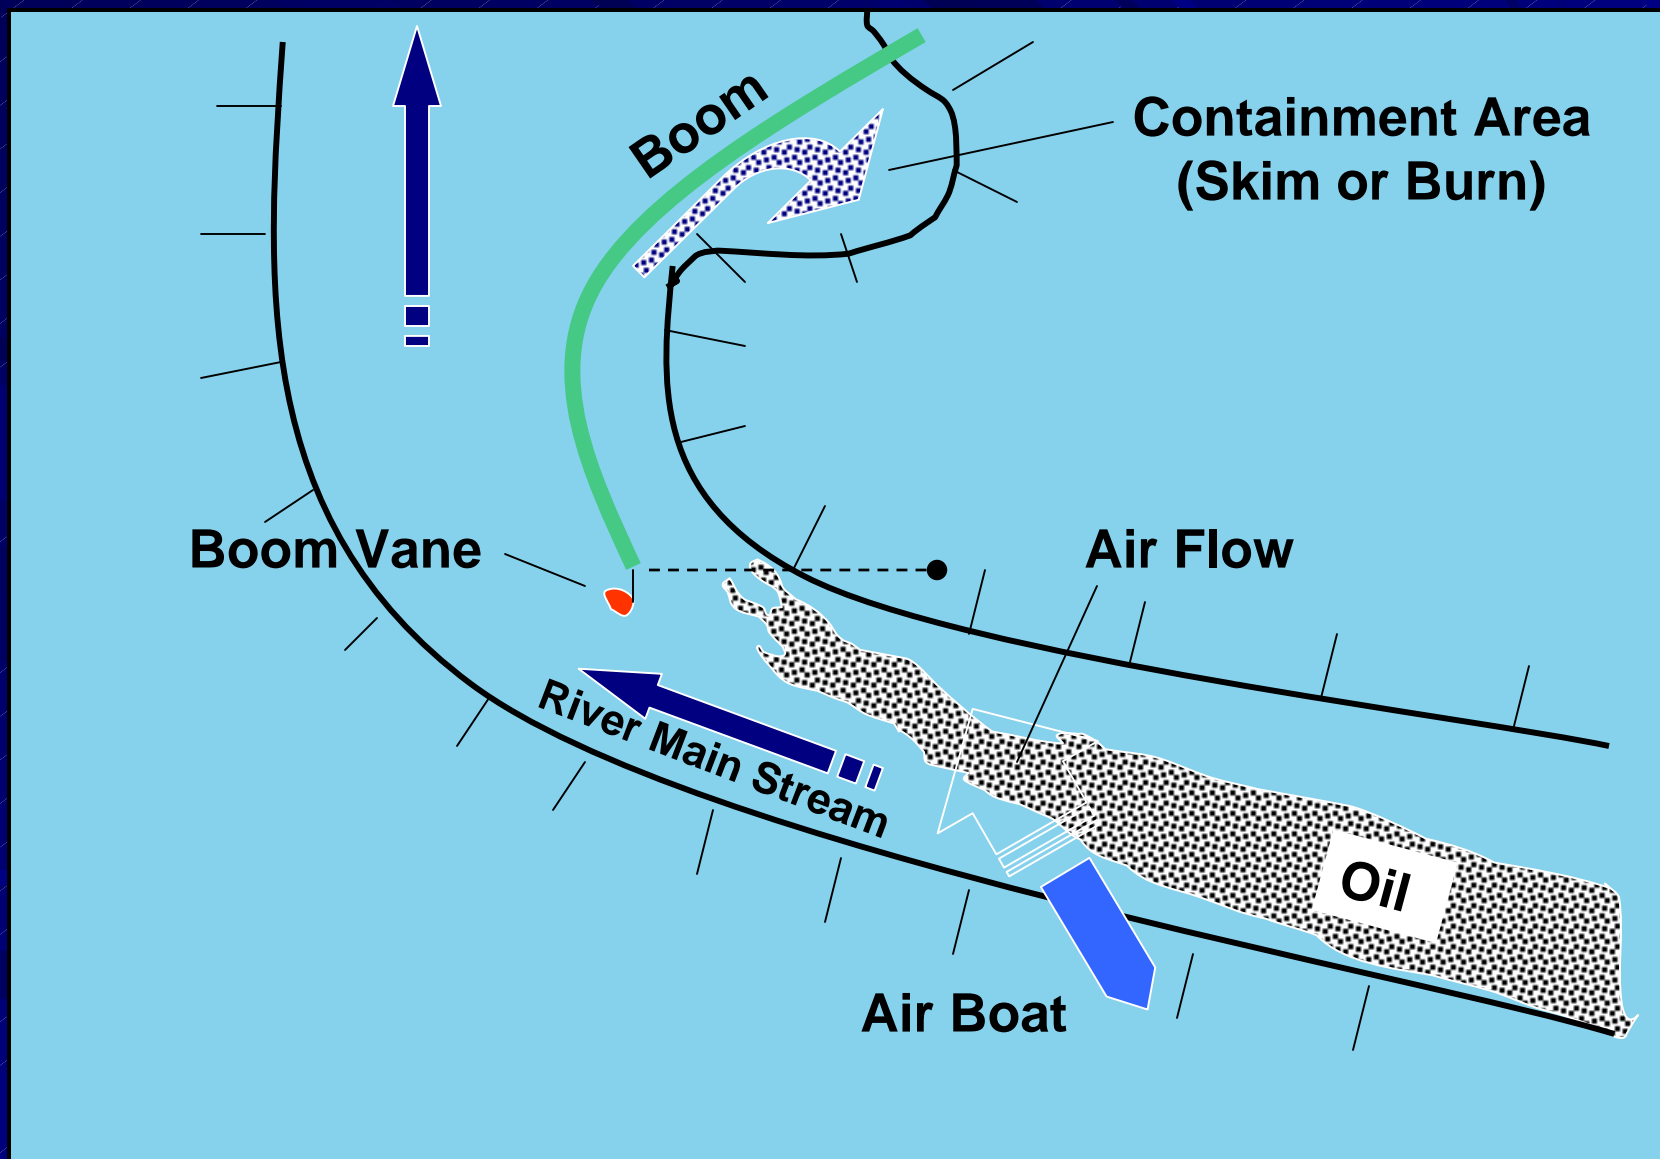 Boom
Containment Area
(Skim or Burn)
Boom Vane
Air Flow
River Main Stream
Oil
Air Boat